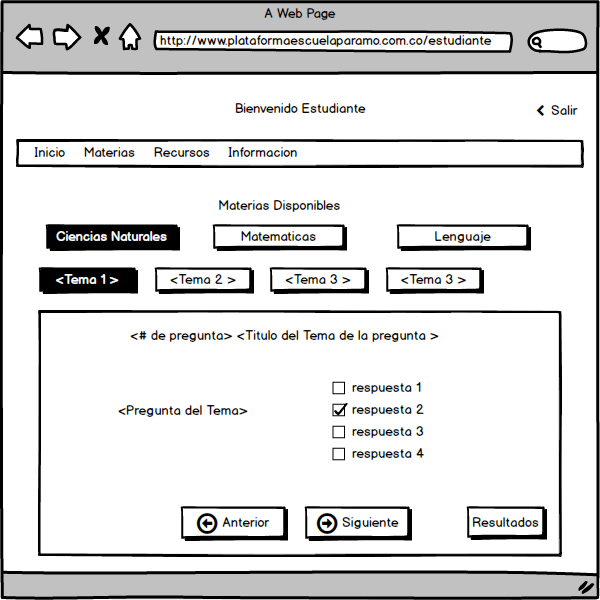 A Web Page
http://www.plataformaescuelaparamo.com.co/estudiante
Bienvenido Estudiante
Salir
Inicio Materias Recursos Informacion
Materias Disponibles
Ciencias Naturales Matematicas Lenguaje
<Tema 1 > <Tema 2 > <Tema 3 > <Tema 3 >
<# de pregunta> <Titulo del Tema de la pregunta >
respuesta 1
<Pregunta del Tema> respuesta 2
respuesta 3
respuesta 4
Anterior Siguiente Resultados